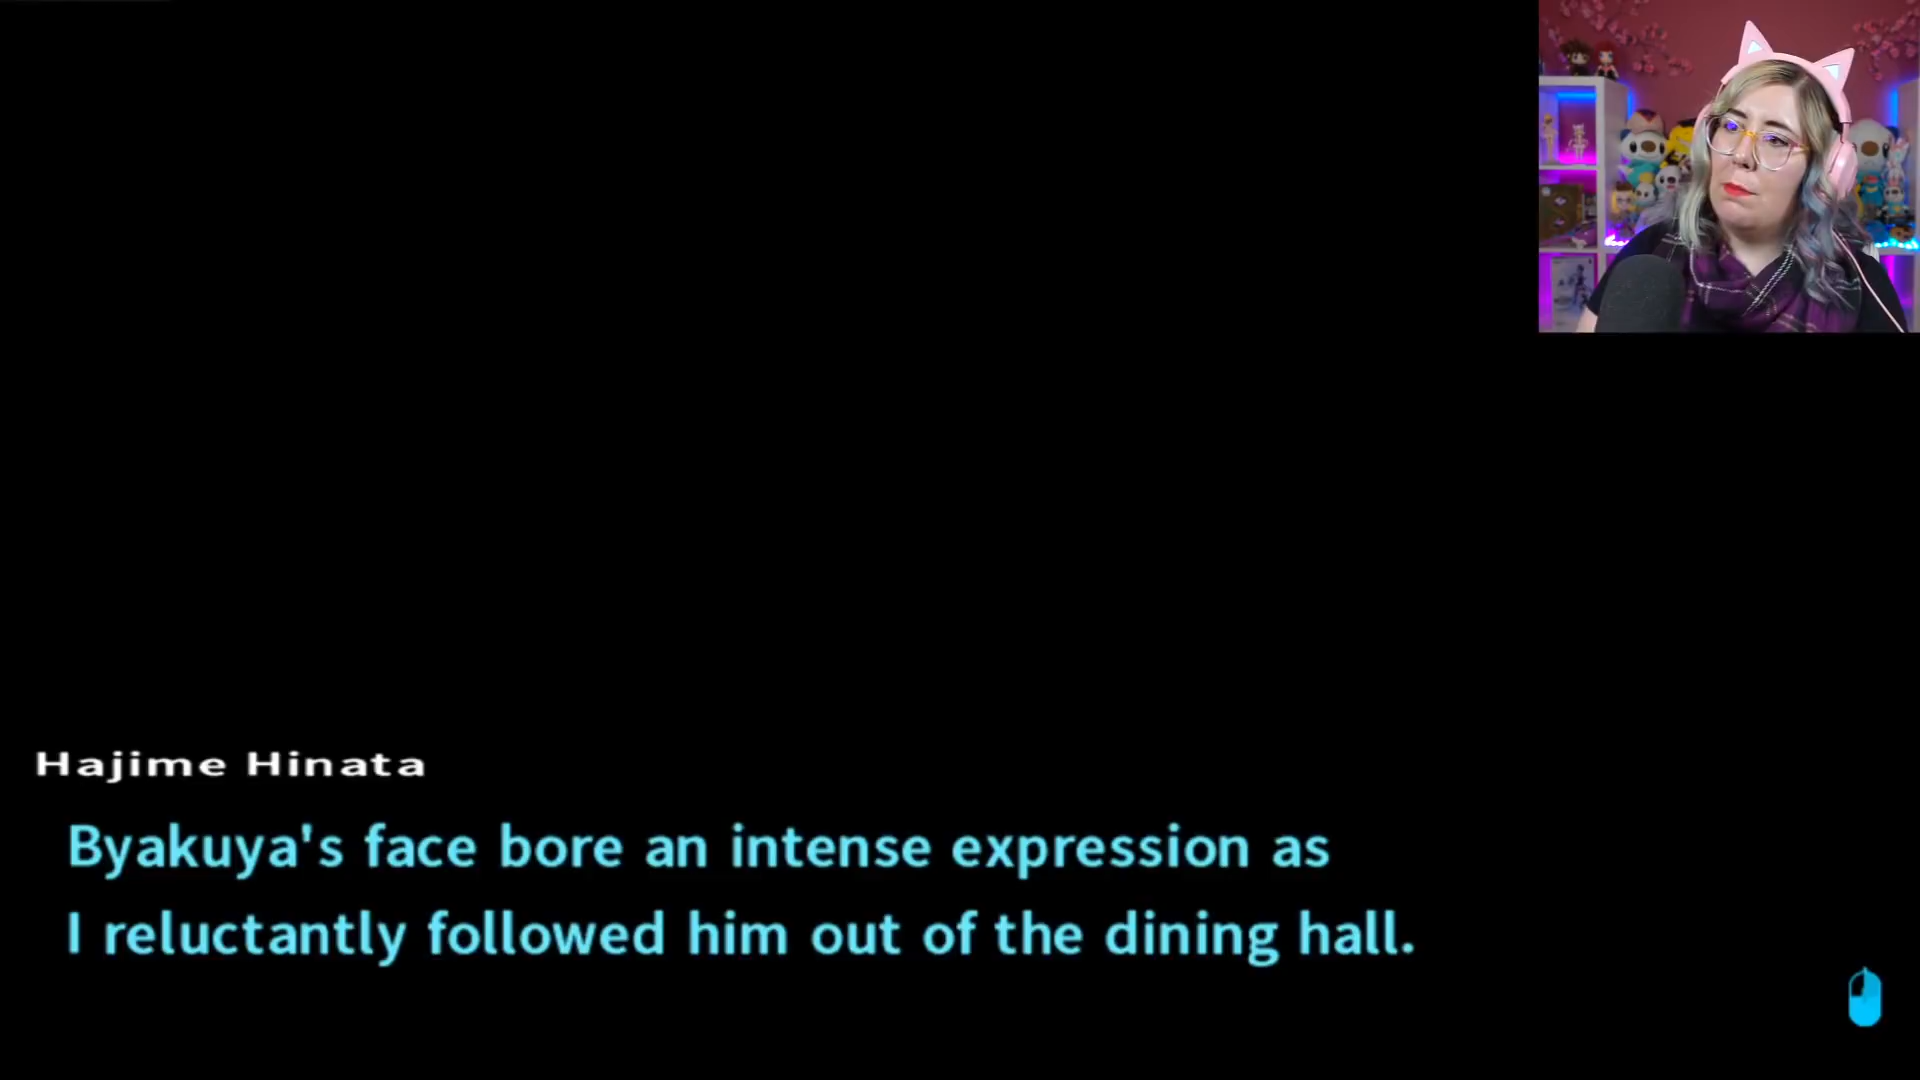 Hajime Hinata
Byakuya's face bore an intense expression as
I reluctantly followed him out of the dining hall.